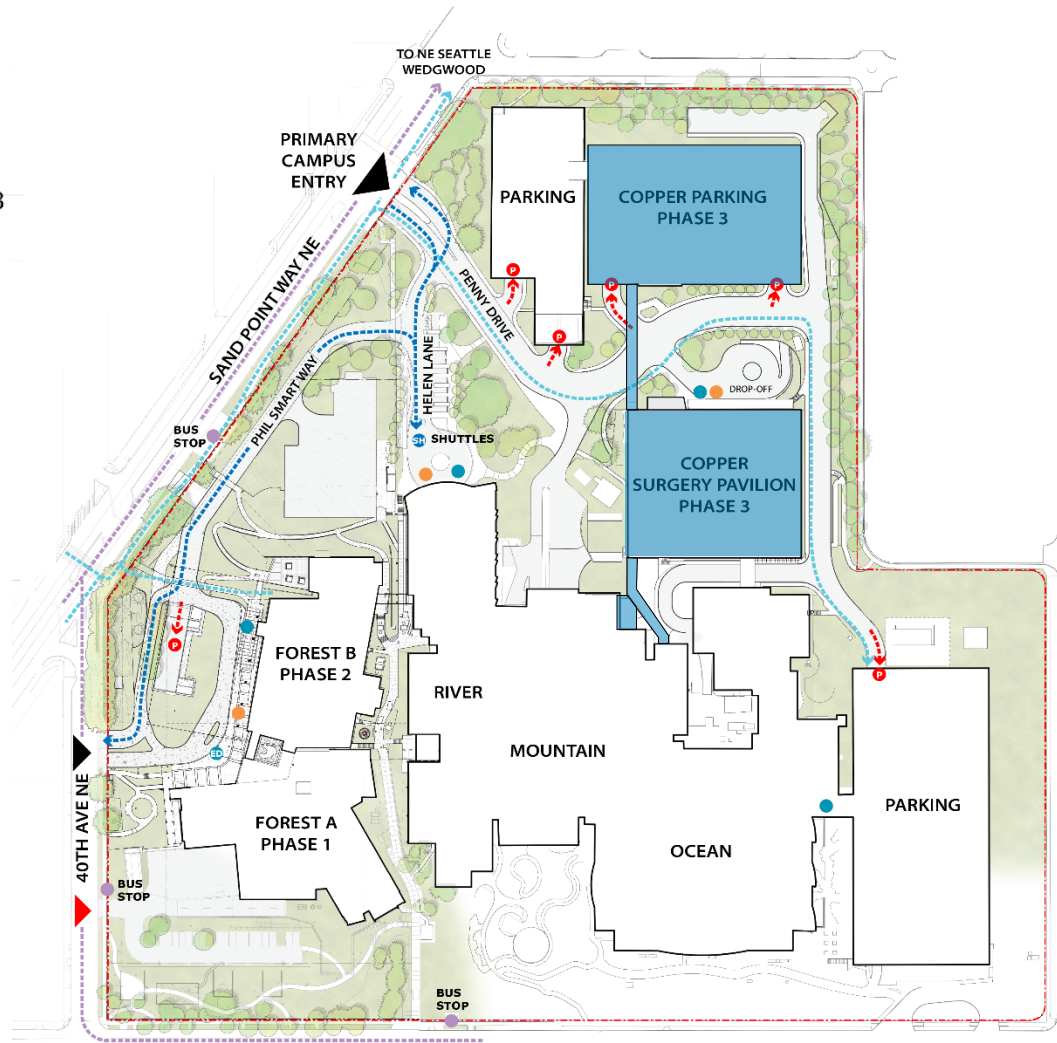 TO NE SEATTLE
WEDGWOOD
PRIMARY
CAMPUS
ENTRY
3
PARKING
COPPER PARKING
PHASE 3
P
P
P
P
SAND POINT WAY NE
PENNY DRIVE
HELEN LANE
PHIL SMART WAY
DROP-OFF
BUS
STOP
SH
SHUTTLES
COPPER
SURGERY PAVILION
PHASE 3
P
FOREST B
PHASE 2
RIVER
P
ED
MOUNTAIN
40TH AVE NE
FOREST A
PHASE 1
PARKING
OCEAN
BUS
STOP
BUS
STOP